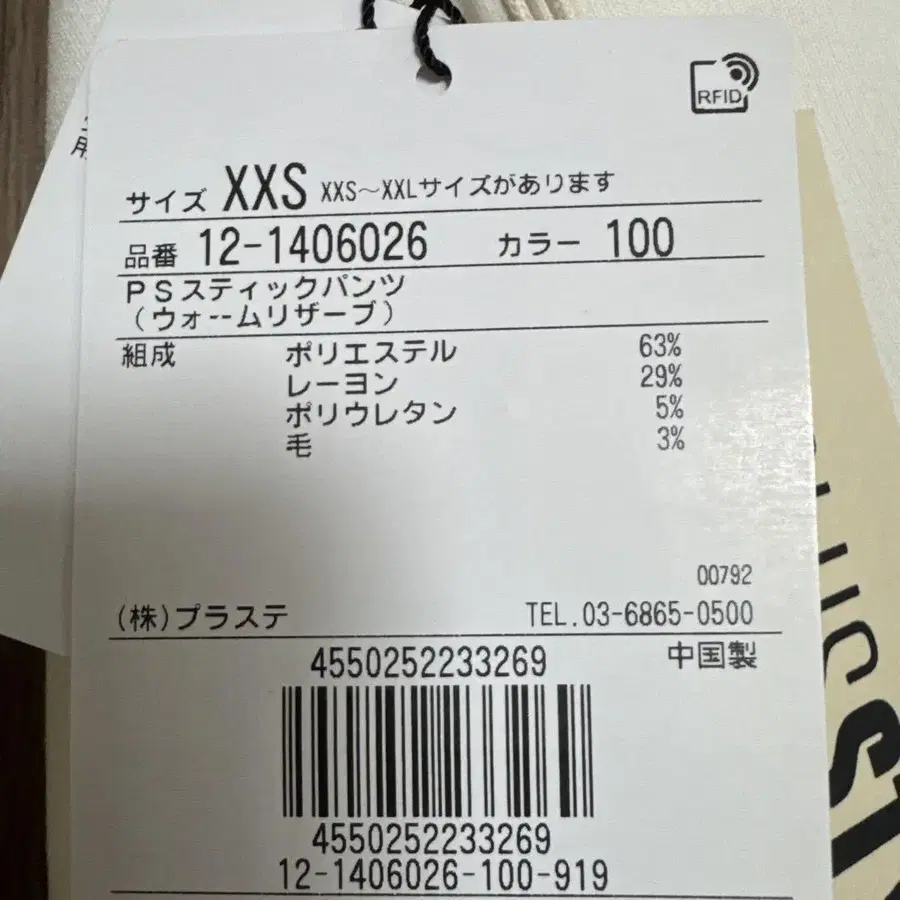 RFID
サイズ XXS XXS～XXLサイズがあります
品番 12-1406026 カラー 100
PSスティックパンツ
(ウォームリザーブ)
組成 ポリエステル 63%
レーヨン 29%
ポリウレタン 5%
毛 3%
00792
(株)プラステ TEL.03-6865-0500
4550252233269 中国製
4550252233269
12-1406026-100-919